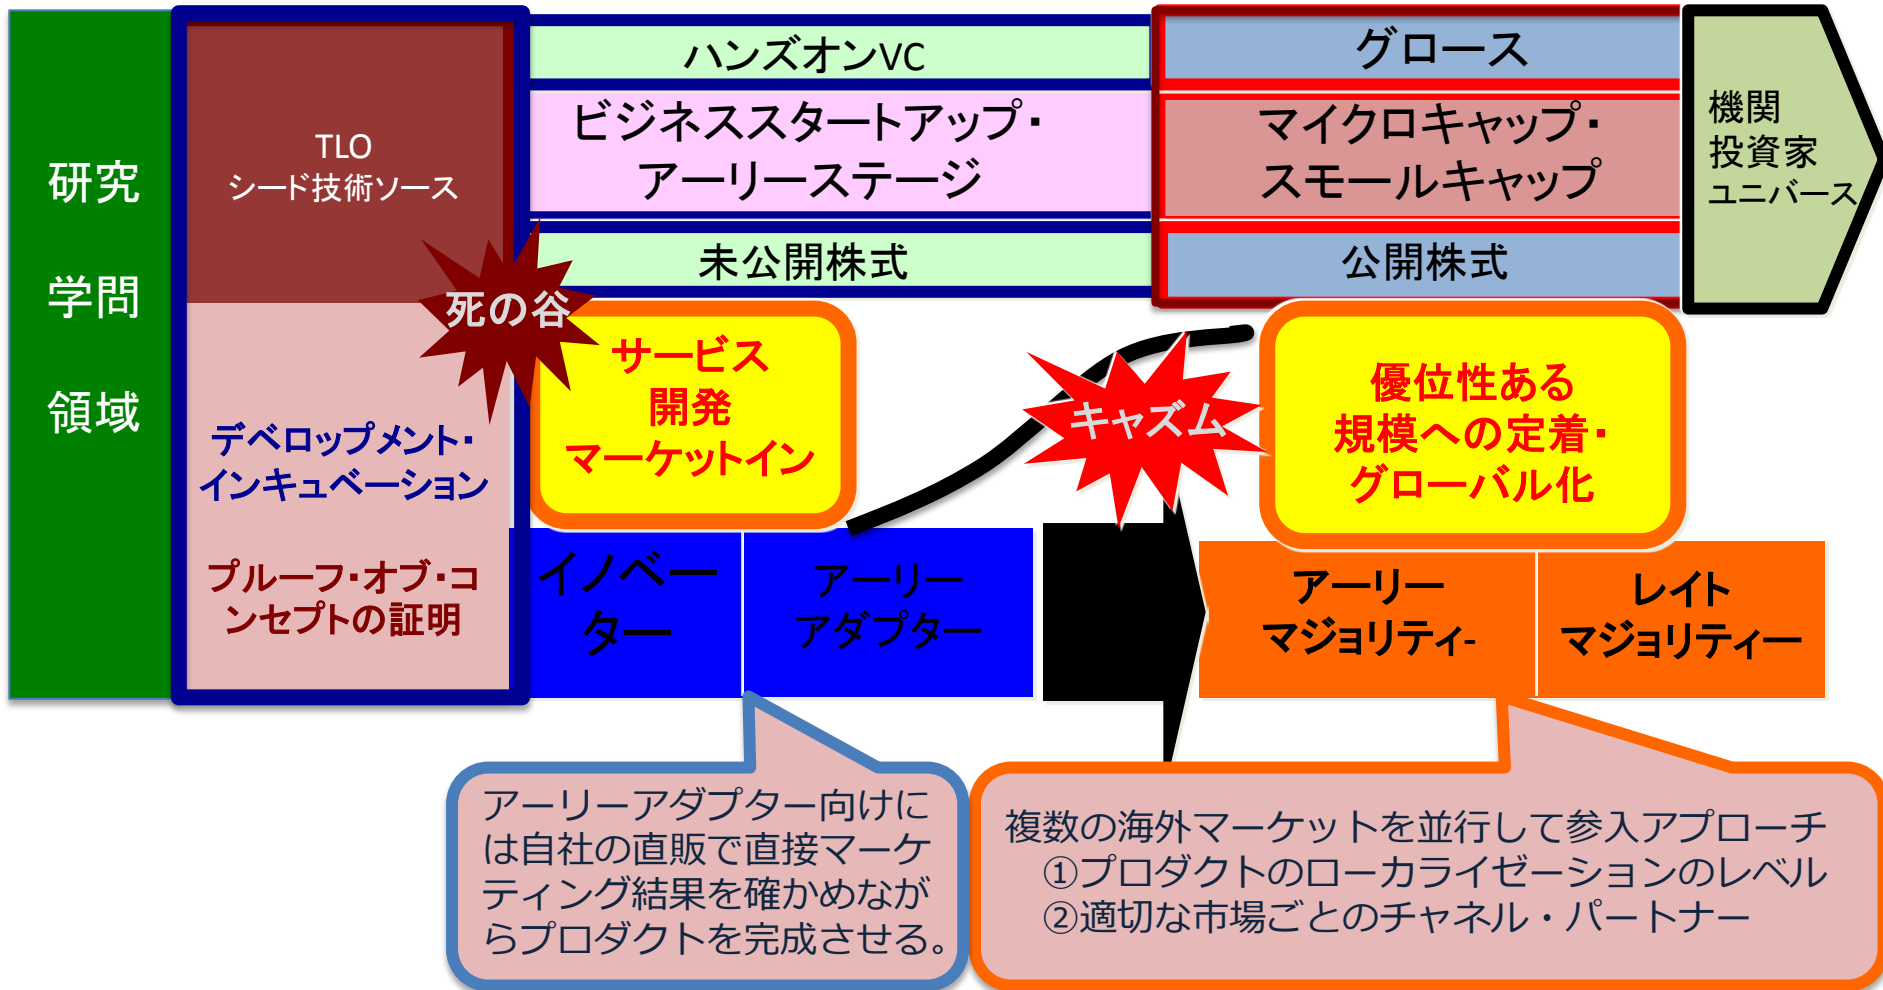 研究
学問
領域
TLO
シード技術ソース
デベロップメント・
インキュベーション
プルーフ・オブ・コ
ンセプトの証明
死の谷
ハンズオンVC
ビジネススタートアップ・
アーリーステージ
未公開株式
グロース
マイクロキャップ・
スモールキャップ
公開株式
機関
投資家
ユニバース
サービス
開発
マーケットイン
キャズム
優位性ある
規模への定着・
グローバル化
イノベー
ター
アーリー
アダプター
アーリー
マジョリティ-
レイト
マジョリティー
アーリーアダプター向けに
は自社の直販で直接マーケ
ティング結果を確かめなが
らプロダクトを完成させる。
複数の海外マーケットを並行して参入アプローチ
①プロダクトのローカライゼーションのレベル
②適切な市場ごとのチャネル・パートナー